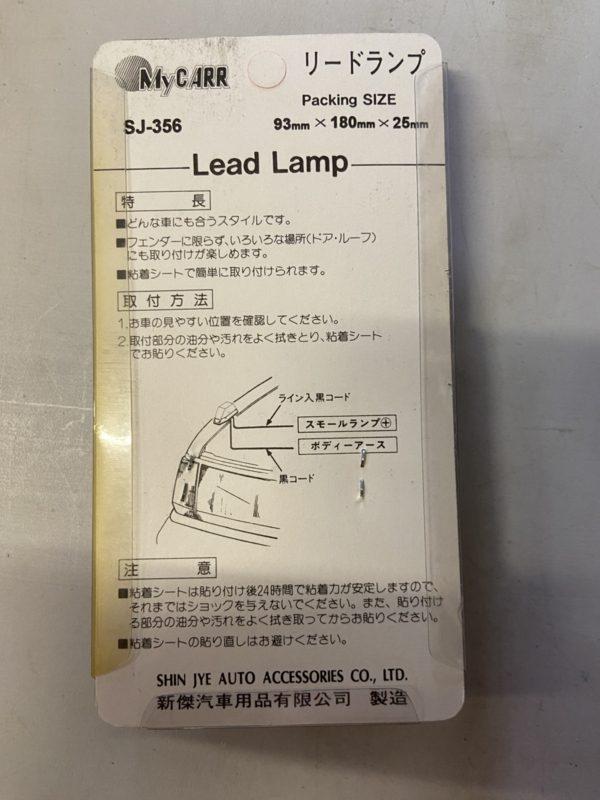 MyCARR
リードランプ
Packing SIZE
SJ-356
93mm × 180mm × 25mm
Lead Lamp
特 長
■どんな車にも合うスタイルです。
■フェンダーに限らず、いろいろな場所(ドア・ルーフ)
にも取り付けが楽しめます。
■粘着シートで簡単に取り付けられます。
取付方法
1.お車の見やすい位置を確認してください。
2.取付部分の油分や汚れをよく拭きとり、粘着シート
でお貼りください。
ライン入黒コード
スモールランプ⊕
ボディーアース
黒コード
注 意
■粘着シートは貼り付け後24時間で粘着力が安定しますので、
それまではショックを与えないでください。また、貼り付け
る部分の油分や汚れをよく拭き取ってからお貼りください。
■粘着シートの貼り直しはお避けください。
SHIN JYE AUTO ACCESSORIES CO., LTD.
新傑汽車用品有限公司 製造